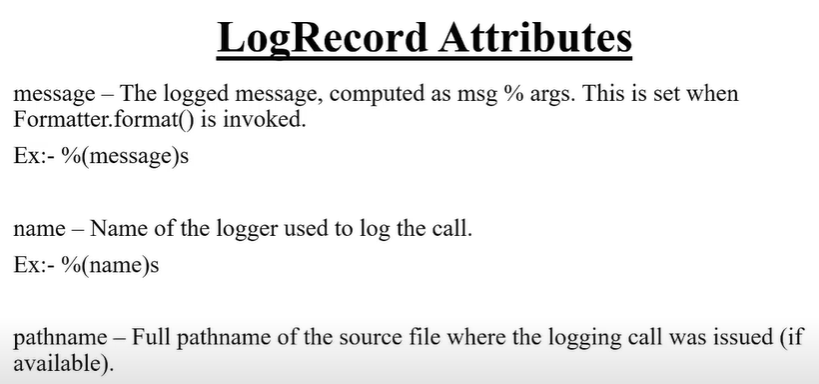 LogRecord Attributes
message – The logged message, computed as msg % args. This is set when
Formatter.format() is invoked.
Ex:- %(message)s
name – Name of the logger used to log the call.
Ex:- %(name)s
pathname – Full pathname of the source file where the logging call was issued (if
available).